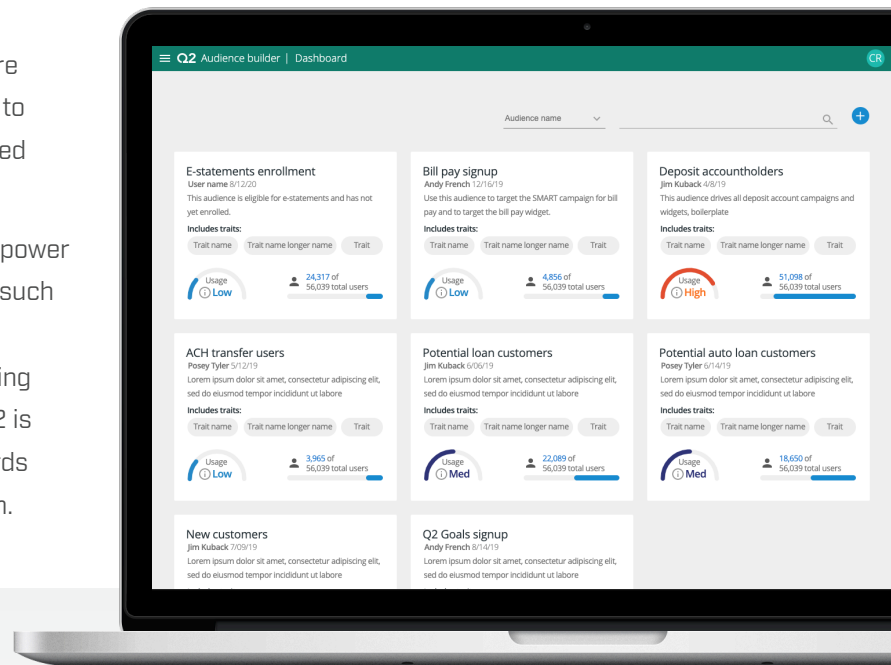 re
to
ed
power
such
ing
2 is
rds
n.
Q2 Audience builder | Dashboard
CR
Audience name
E-statements enrollment
User name 8/12/20
This audience is eligible for e-statements and has not
yet enrolled.
Includes traits:
Trait name Trait name longer name Trait
Usage
Low
24,317 of
56,039 total users
Bill pay signup
Andy French 12/16/19
Use this audience to target the SMART campaign for bill
pay and to target the bill pay widget.
Includes traits:
Trait name Trait name longer name Trait
Usage
Low
4,856 of
56,039 total users
Deposit accountholders
Jim Kuback 4/8/19
This audience drives all deposit account campaigns and
widgets, boilerplate
Includes traits:
Trait name Trait name longer name Trait
Usage
High
51,098 of
56,039 total users
ACH transfer users
Posey Tyler 5/12/19
Lorem ipsum dolor sit amet, consectetur adipiscing elit,
sed do eiusmod tempor incididunt ut labore
Includes traits:
Trait name Trait name longer name Trait
Usage
Low
3,965 of
56,039 total users
Potential loan customers
Jim Kuback 6/06/19
Lorem ipsum dolor sit amet, consectetur adipiscing elit,
sed do eiusmod tempor incididunt ut labore
Includes traits:
Trait name Trait name longer name Trait
Usage
Med
22,089 of
56,039 total users
Potential auto loan customers
Posey Tyler 6/14/19
Lorem ipsum dolor sit amet, consectetur adipiscing elit,
sed do eiusmod tempor incididunt ut labore
Includes traits:
Trait name Trait name longer name Trait
Usage
Med
18,650 of
56,039 total users
New customers
Jim Kuback 7/09/19
Lorem ipsum dolor sit amet, consectetur adipiscing elit,
sed do eiusmod tempor incididunt ut labore
Q2 Goals signup
Andy French 8/14/19
Lorem ipsum dolor sit amet, consectetur adipiscing elit,
sed do eiusmod tempor incididunt ut labore